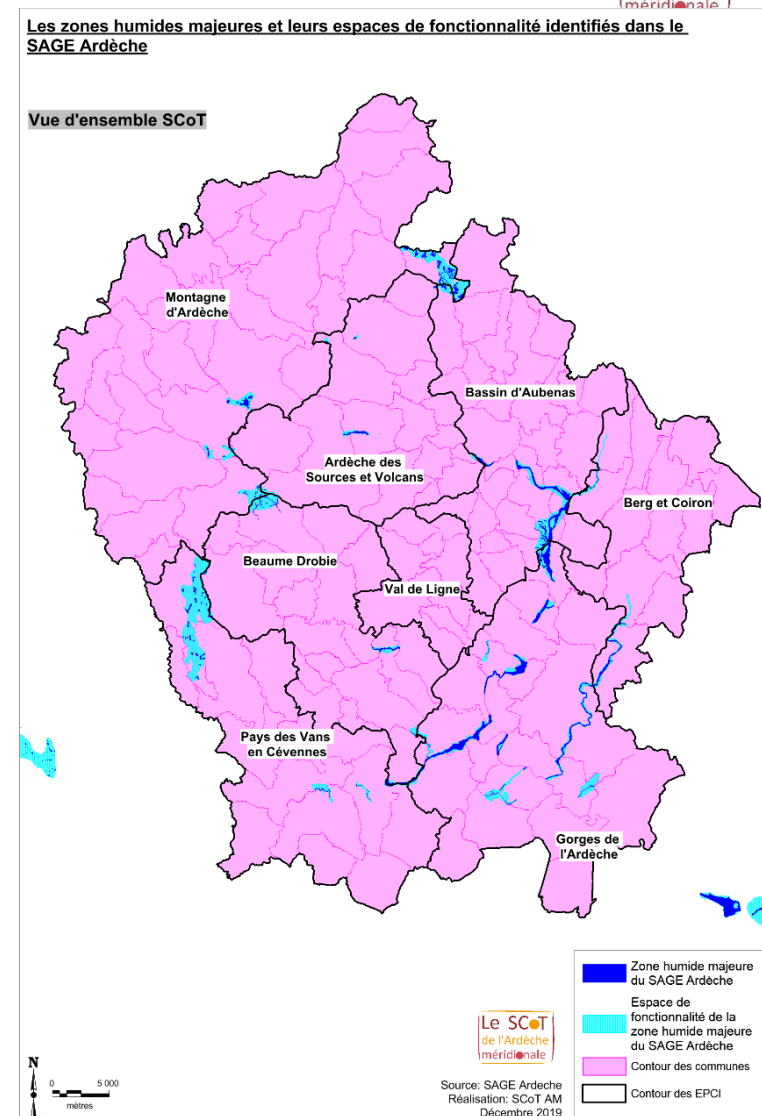 méridionale
Les zones humides majeures et leurs espaces de fonctionnalité identifiés dans le
SAGE Ardèche
Vue d'ensemble SCoT
Montagne
d'Ardèche
Bassin d'Aubenas
Ardèche des
Sources et Volcans
Berg et Coiron
Beaume Drobie
Val de Ligne
Pays des Vans
en Cévennes
Gorges de
l'Ardèche
Zone humide majeure
du SAGE Ardèche
Espace de
fonctionnalité de la
zone humide majeure
du SAGE Ardèche
Contour des communes
Contour des EPCI
Le SCoT
de l'Ardèche
méridionale
N
0 5 000
mètres
Source: SAGE Ardeche
Réalisation: SCoT AM
Décembre 2019